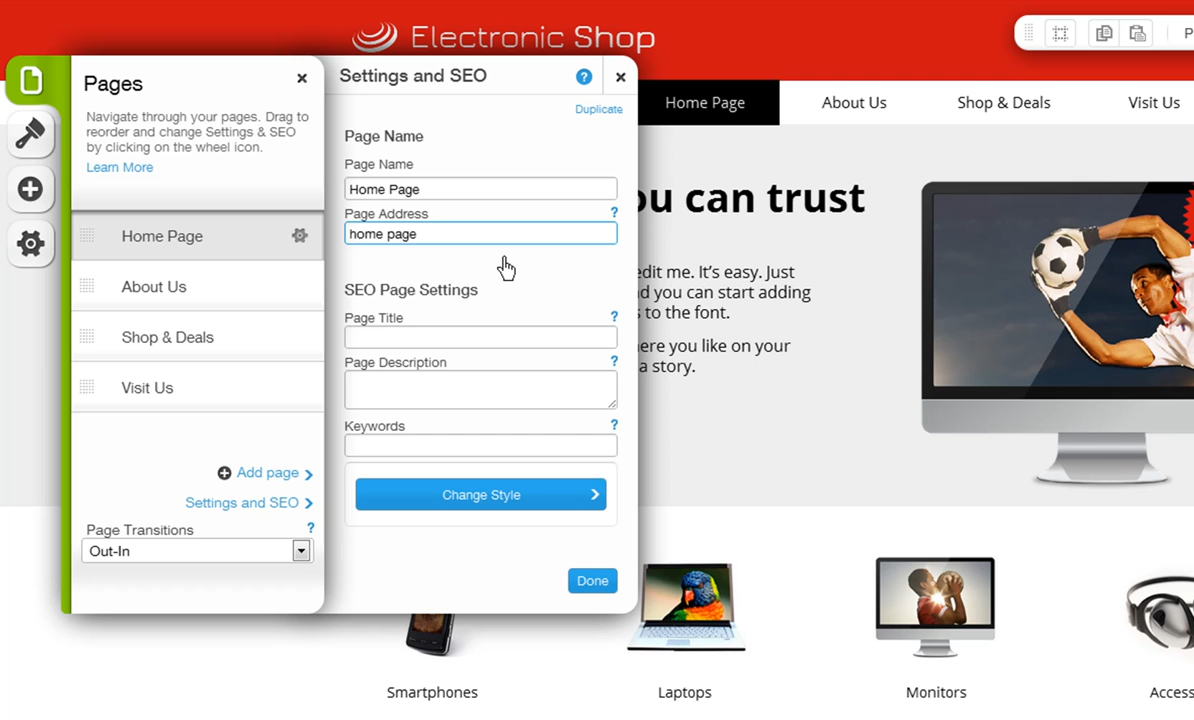 Electronic Shop
P
Home Page
About Us
Shop & Deals
Visit Us
Pages
Navigate through your pages. Drag to
reorder and change Settings & SEO
by clicking on the wheel icon.
Learn More
Home Page
About Us
Shop & Deals
Visit Us
Add page
Settings and SEO
Page Transitions
?
Out-In
Settings and SEO
?
Duplicate
Page Name
Page Name
Home Page
Page Address
?
home page
SEO Page Settings
Page Title
?
Page Description
?
Keywords
?
Change Style
Done
ou can trust
edit me. It's easy. Just
d you can start adding
s to the font.
ere you like on your
a story.
Smartphones
Laptops
Monitors
Access